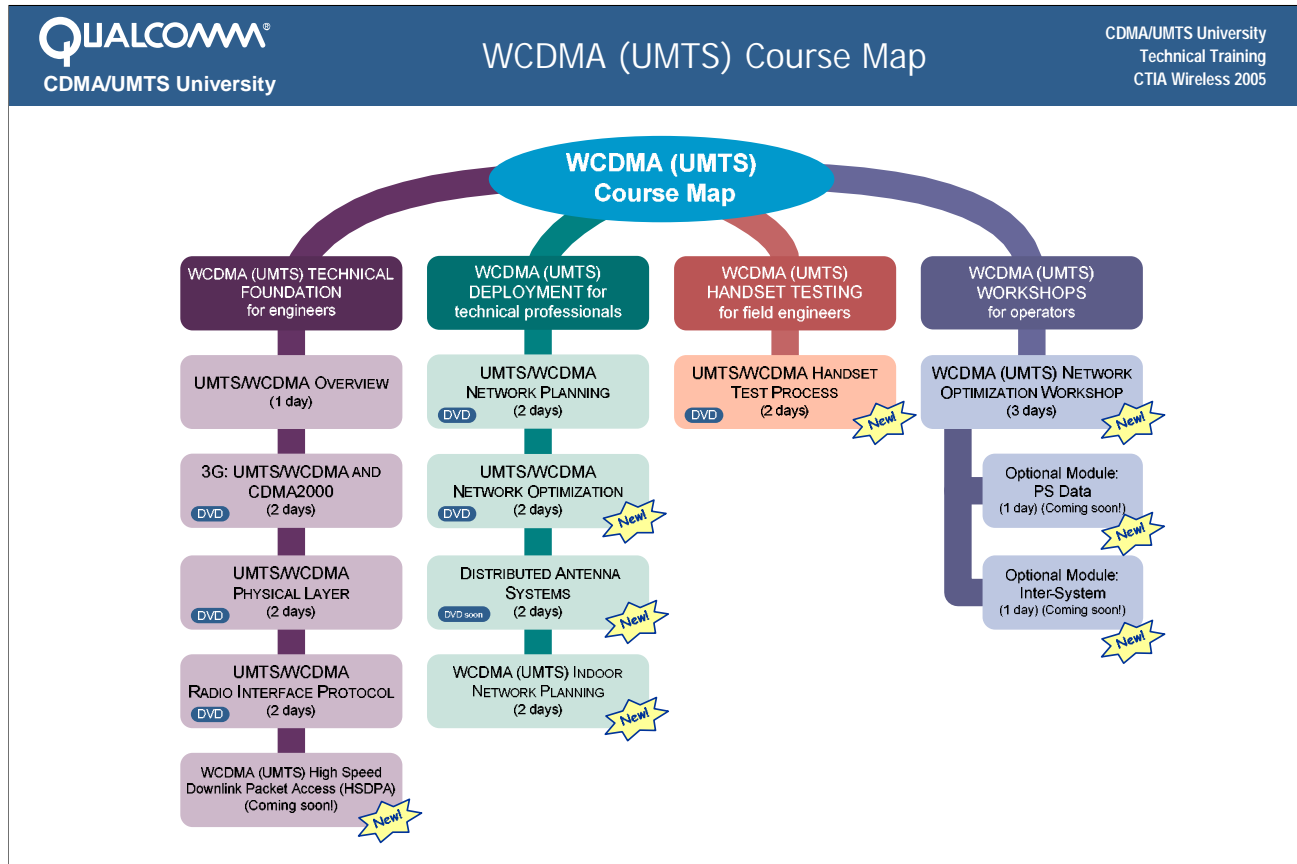 QUALCOMM®
CDMA/UMTS University
WCDMA (UMTS) Course Map
CDMA/UMTS University
Technical Training
CTIA Wireless 2005
WCDMA (UMTS)
Course Map
WCDMA (UMTS) TECHNICAL
FOUNDATION
for engineers
UMTS/WCDMA OVERVIEW
(1 day)
3G: UMTS/WCDMA AND
CDMA2000
(2 days)
DVD
UMTS/WCDMA
PHYSICAL LAYER
(2 days)
DVD
UMTS/WCDMA
RADIO INTERFACE PROTOCOL
(2 days)
DVD
WCDMA (UMTS) High Speed
Downlink Packet Access (HSDPA)
(Coming soon!)
New!
WCDMA (UMTS)
DEPLOYMENT for
technical professionals
UMTS/WCDMA
NETWORK PLANNING
(2 days)
DVD
UMTS/WCDMA
NETWORK OPTIMIZATION
(2 days)
DVD
New!
DISTRIBUTED ANTENNA
SYSTEMS
(2 days)
DVD soon
New!
WCDMA (UMTS) INDOOR
NETWORK PLANNING
(2 days)
New!
WCDMA (UMTS)
HANDSET TESTING
for field engineers
UMTS/WCDMA HANDSET
TEST PROCESS
(2 days)
DVD
New!
WCDMA (UMTS)
WORKSHOPS
for operators
WCDMA (UMTS) NETWORK
OPTIMIZATION WORKSHOP
(3 days)
New!
Optional Module:
PS Data
(1 day) (Coming soon!)
New!
Optional Module:
Inter-System
(1 day) (Coming soon!)
New!